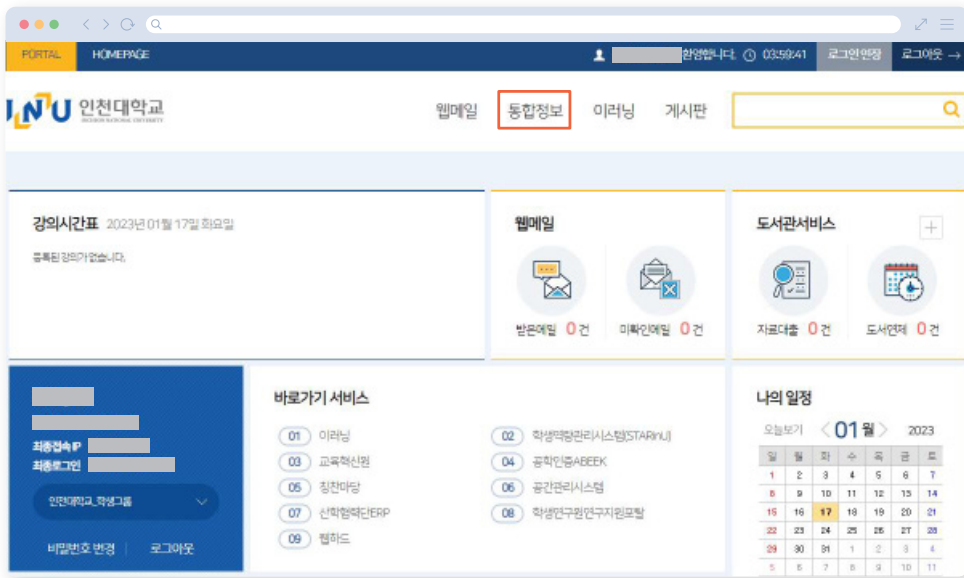 PORTAL HOMEPAGE 환영합니다. 03:59:41 로그인연장 로그아웃 →
INU 인천대학교
INCHEON NATIONAL UNIVERSITY
웹메일 통합정보 이러닝 게시판
강의시간표 2023년 01월 17일 화요일
등록된 강의가 없습니다.
웹메일
받은메일 0 건 미확인메일 0 건
도서관서비스
자료대출 0 건 도서연체 0 건
최종접속 IP
최종로그인
인천대학교_학생그룹
비밀번호 변경 로그아웃
바로가기 서비스
01 이러닝
02 학생역량관리시스템(STARinU)
03 교육혁신원
04 공학인증ABEEK
05 칭찬마당
06 공간관리시스템
07 산학협력단ERP
08 학생연구원연구지원포탈
09 웹하드
나의 일정
오늘보기 01월 2023
일 월 화 수 목 금 토
1 2 3 4 5 6 7
8 9 10 11 12 13 14
15 16 17 18 19 20 21
22 23 24 25 26 27 28
29 30 31 1 2 3 4
5 6 7 8 9 10 11